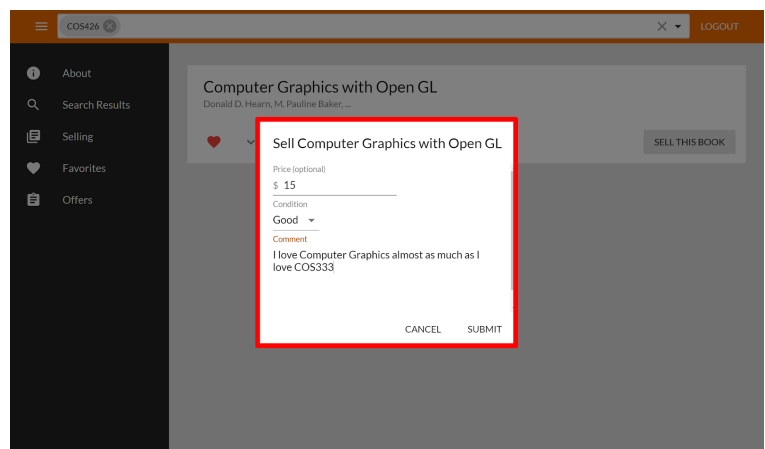 COS426
LOGOUT
About
Search Results
Selling
Favorites
Offers
Computer Graphics with Open GL
Donald D. Hearn, M. Pauline Baker, ...
SELL THIS BOOK
Sell Computer Graphics with Open GL
Price (optional)
$ 15
Condition
Good
Comment
I love Computer Graphics almost as much as I
love COS333
CANCEL
SUBMIT